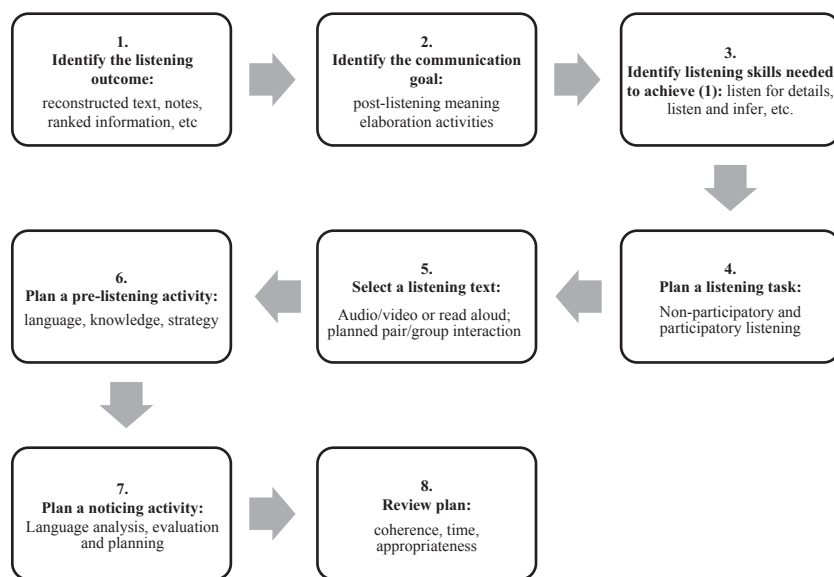 1.
Identify the listening
outcome:
reconstructed text, notes,
ranked information, etc
2.
Identify the communication
goal:
post-listening meaning
elaboration activities
3.
Identify listening skills needed
to achieve (1): listen for details,
listen and infer, etc.
4.
Plan a listening task:
Non-participatory and
participatory listening
5.
Select a listening text:
Audio/video or read aloud;
planned pair/group interaction
6.
Plan a pre-listening activity:
language, knowledge, strategy
7.
Plan a noticing activity:
Language analysis, evaluation
and planning
8.
Review plan:
coherence, time,
appropriateness